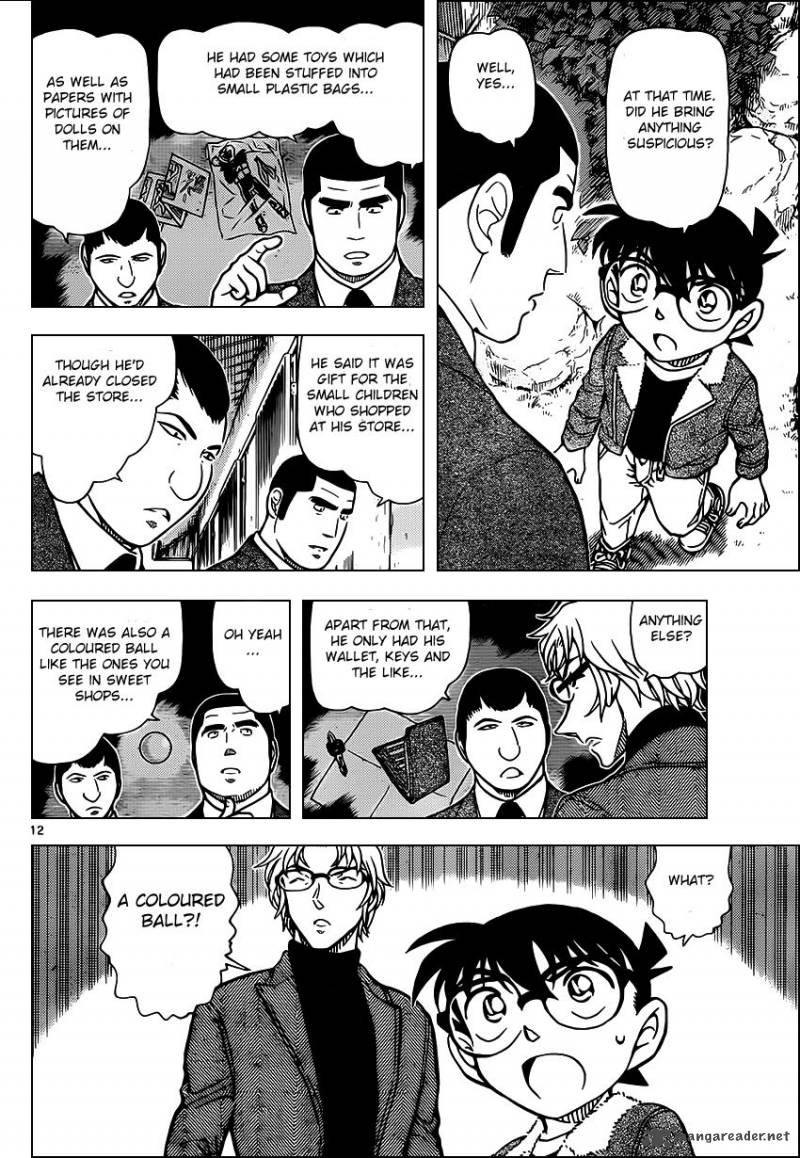 AT THAT TIME.
DID HE BRING
ANYTHING
SUSPICIOUS?
WELL,
YES...
HE HAD SOME TOYS WHICH
HAD BEEN STUFFED INTO
SMALL PLASTIC BAGS...
AS WELL AS
PAPERS WITH
PICTURES OF
DOLLS ON
THEM...
HE SAID IT WAS
GIFT FOR THE
SMALL CHILDREN
WHO SHOPPED
AT HIS STORE...
THOUGH HE'D
ALREADY CLOSED
THE STORE...
ANYTHING
ELSE?
APART FROM THAT,
HE ONLY HAD HIS
WALLET, KEYS AND
THE LIKE...
OH YEAH
...
THERE WAS ALSO A
COLOURED BALL
LIKE THE ONES YOU
SEE IN SWEET
SHOPS...
12
WHAT?
A COLOURED
BALL?!
mangareader.net